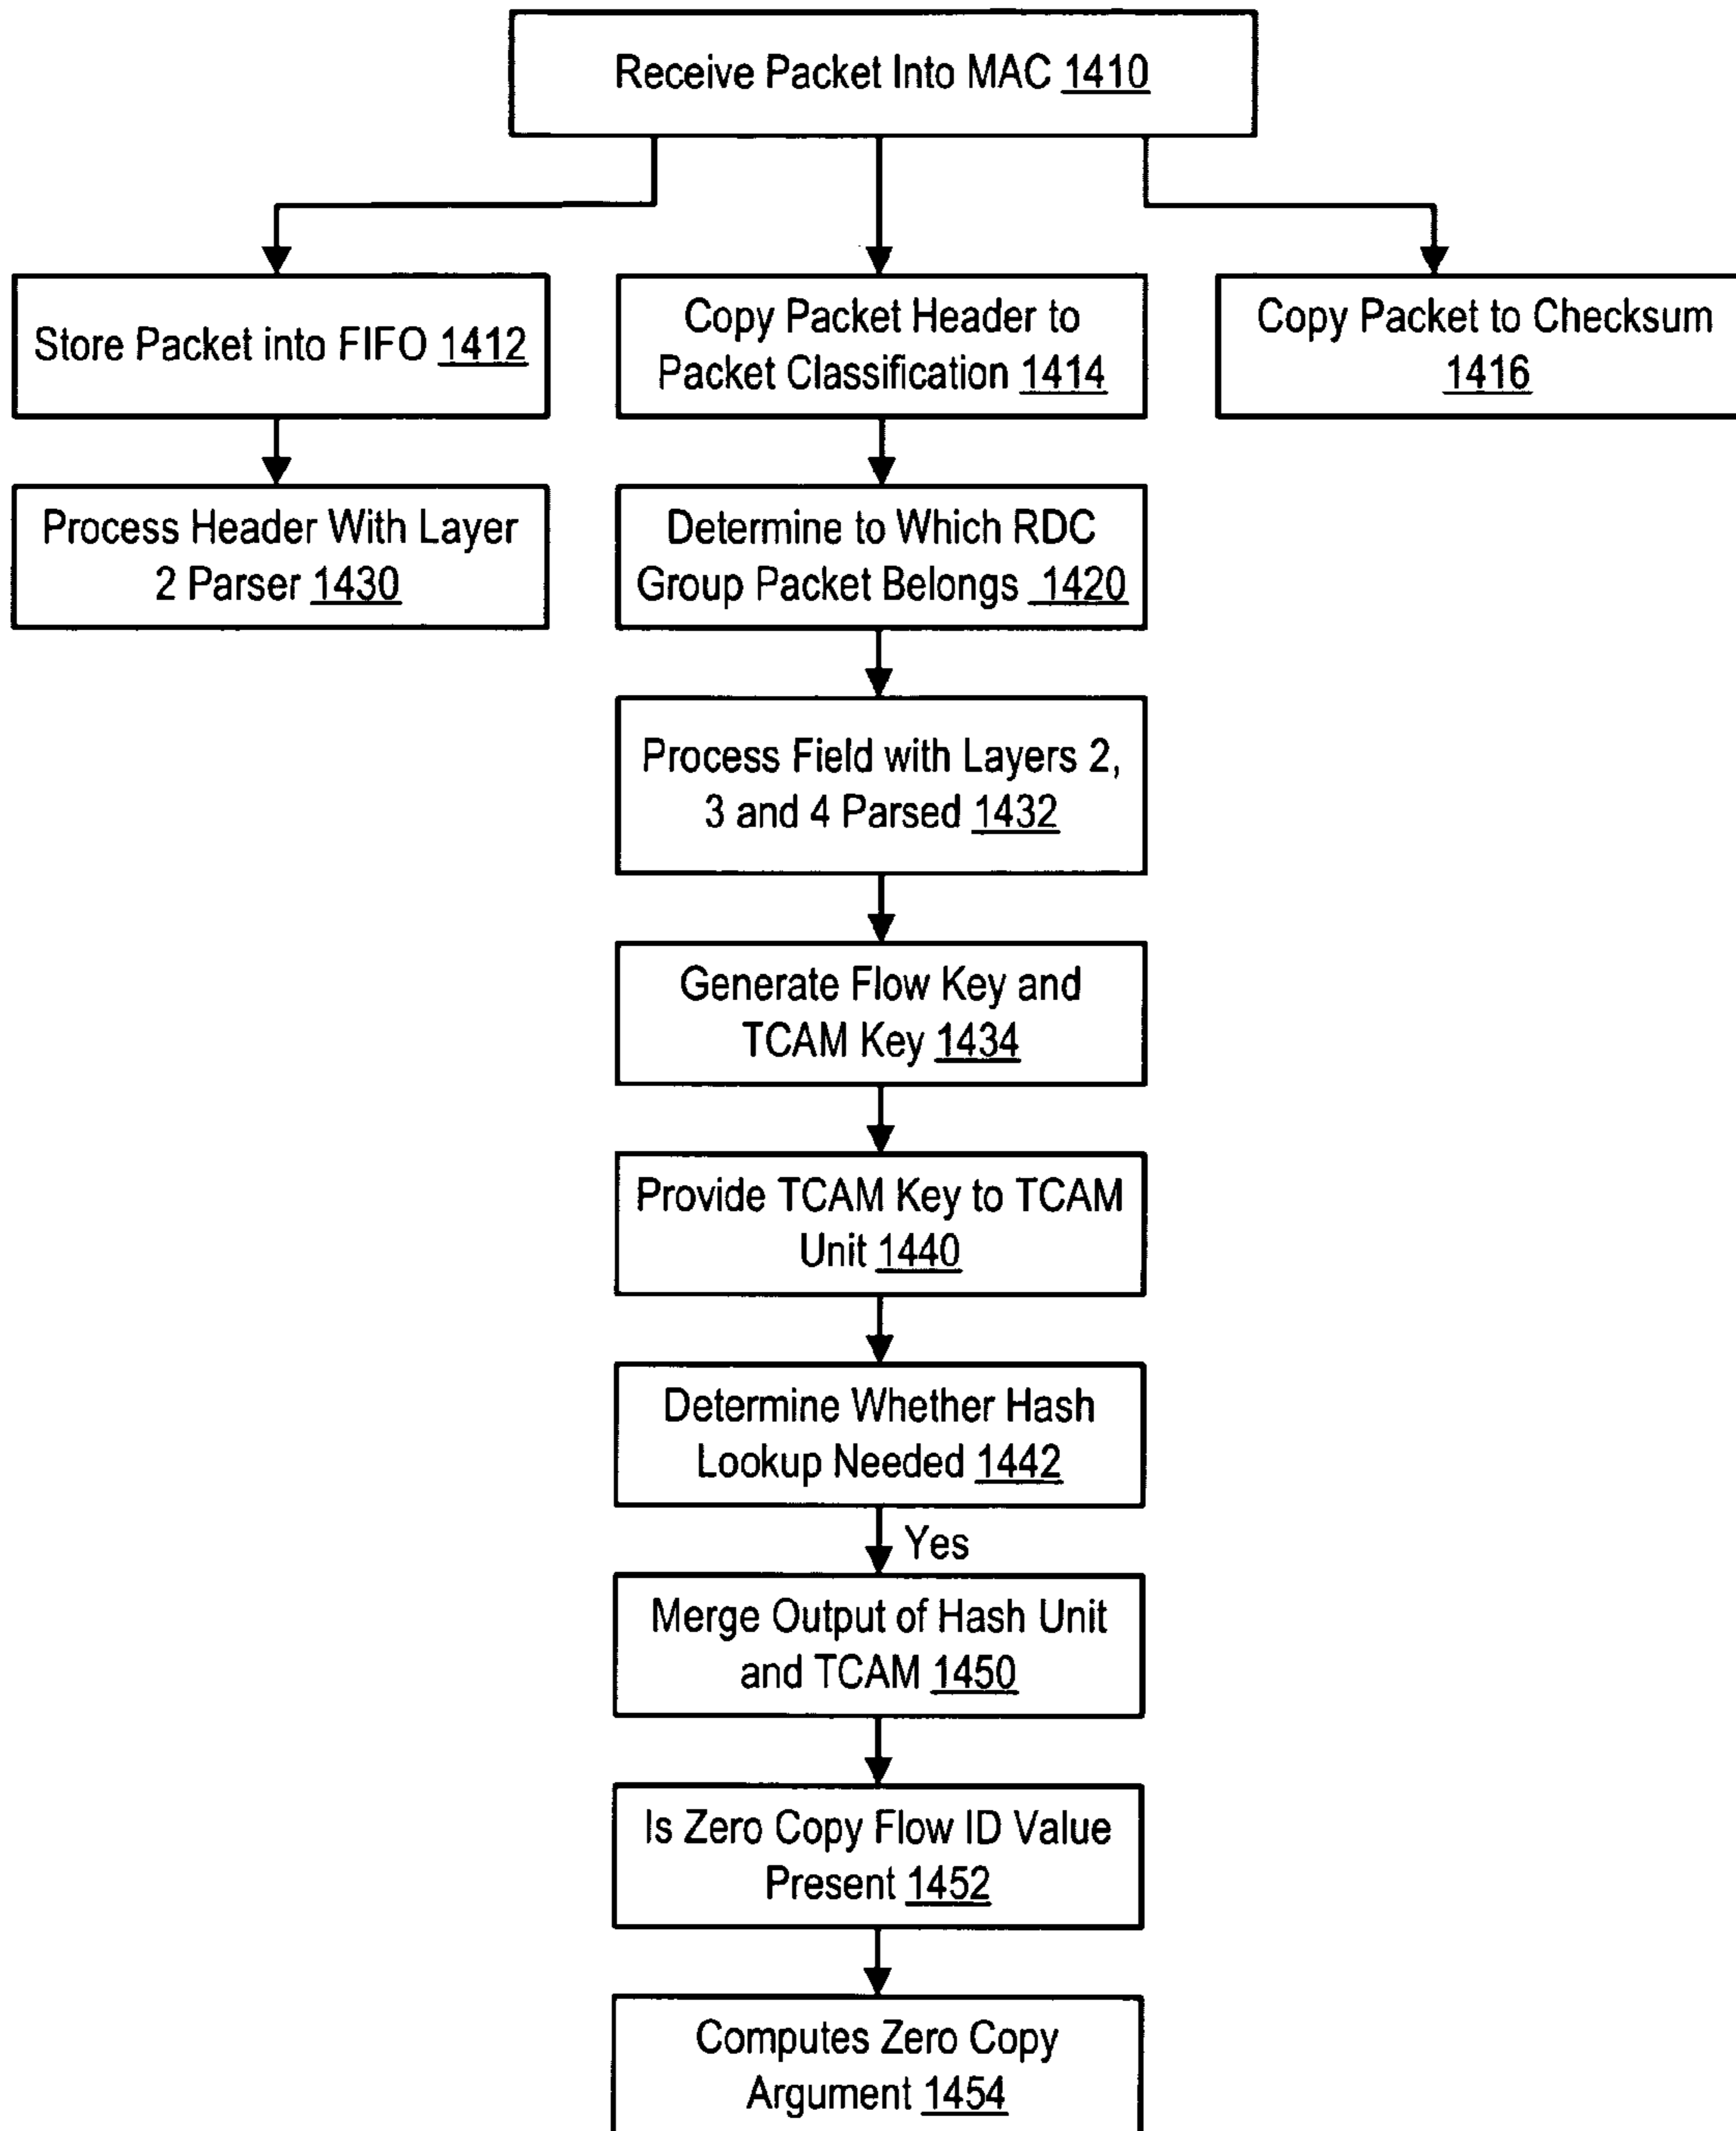 Receive Packet Into MAC 1410
Store Packet into FIFO 1412
Copy Packet Header to
Packet Classification 1414
Copy Packet to Checksum
1416
Process Header With Layer
2 Parser 1430
Determine to Which RDC
Group Packet Belongs 1420
Process Field with Layers 2,
3 and 4 Parsed 1432
Generate Flow Key and
TCAM Key 1434
Provide TCAM Key to TCAM
Unit 1440
Determine Whether Hash
Lookup Needed 1442
Yes
Merge Output of Hash Unit
and TCAM 1450
Is Zero Copy Flow ID Value
Present 1452
Computes Zero Copy
Argument 1454